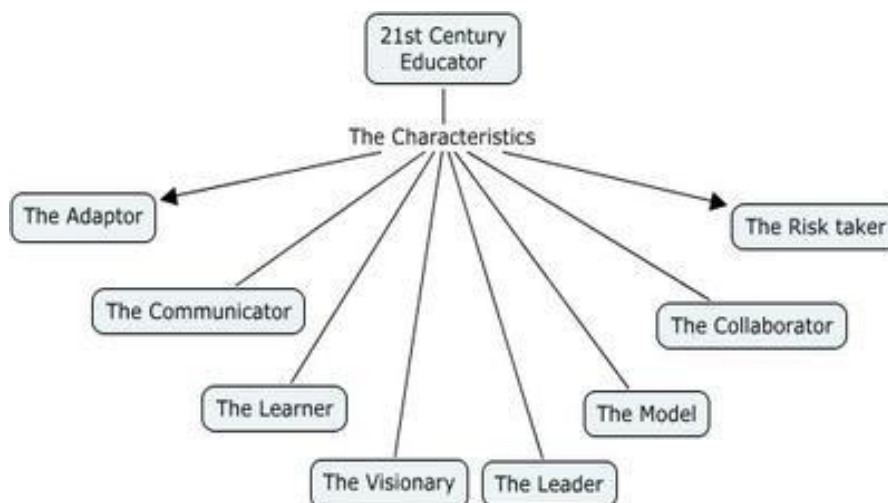 21st Century
Educator
The Characteristics
The Adaptor
The Risk taker
The Communicator
The Collaborator
The Learner
The Model
The Visionary
The Leader